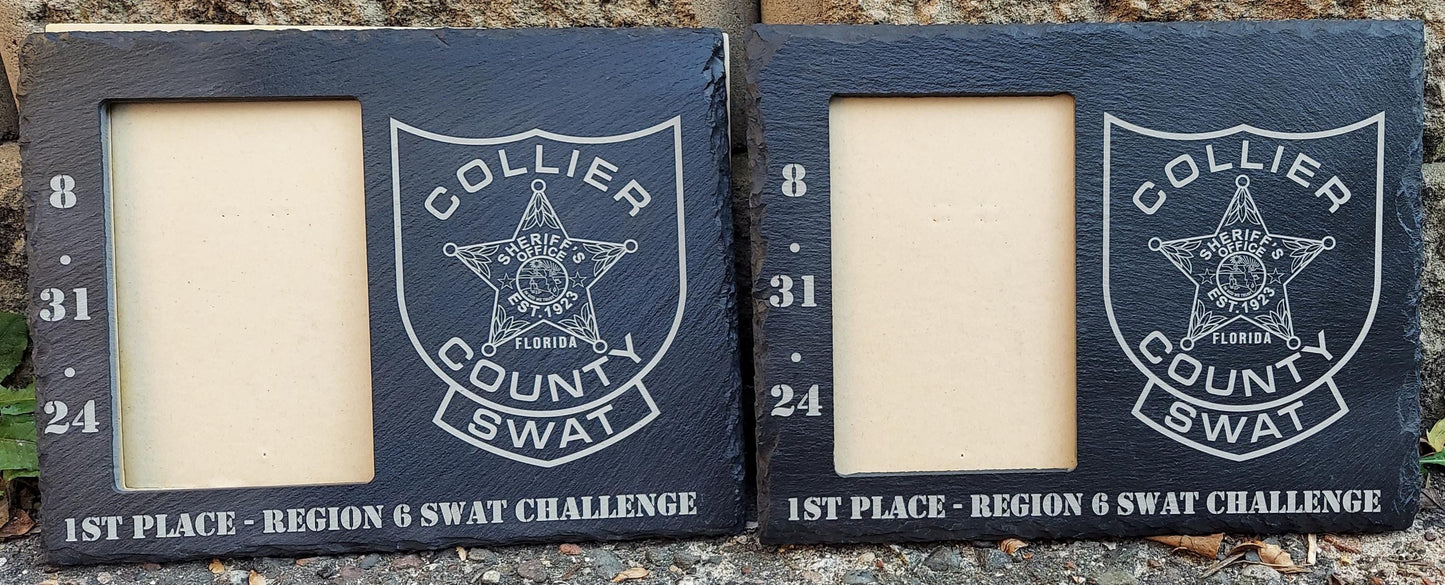 8
.
31
.
24
COLLIER
SHERIFF'S
OFFICE
EST. 1923
FLORIDA
COUNTY
SWAT
1ST PLACE - REGION 6 SWAT CHALLENGE
8
.
31
.
24
COLLIER
SHERIFF'S
OFFICE
EST. 1923
FLORIDA
COUNTY
SWAT
1ST PLACE - REGION 6 SWAT CHALLENGE